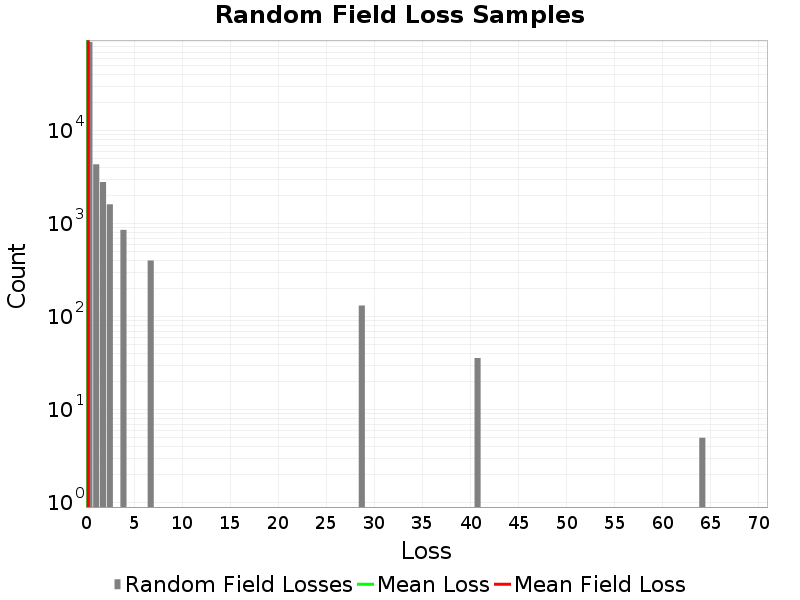 Random Field Loss Samples
Count
10^4
10^3
10^2
10^1
10^0
0 5 10 15 20 25 30 35 40 45 50 55 60 65 70
Loss
Random Field Losses Mean Loss Mean Field Loss